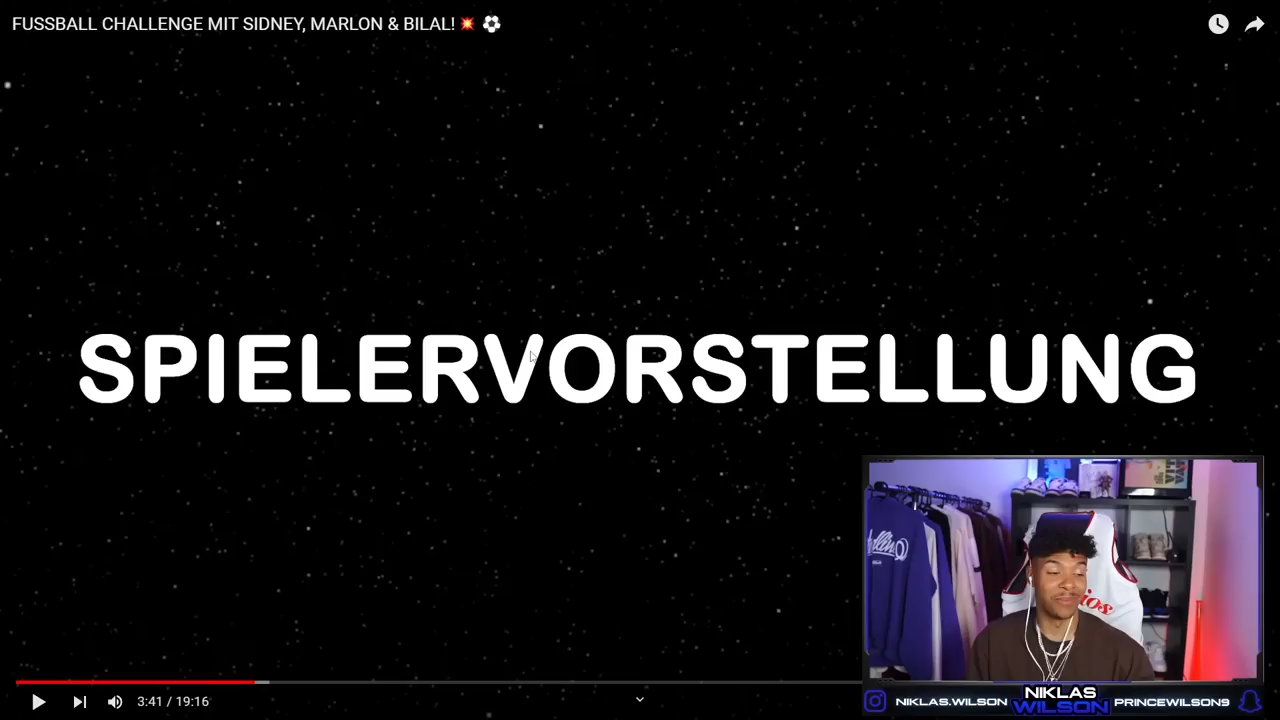 FUSSBALL CHALLENGE MIT SIDNEY, MARLON & BILAL!💥 ⚽
SPIELERVORSTELLUNG
3:41 / 19:16
NIKLAS.WILSON
NIKLAS
WILSON
PRINCEWILSON9